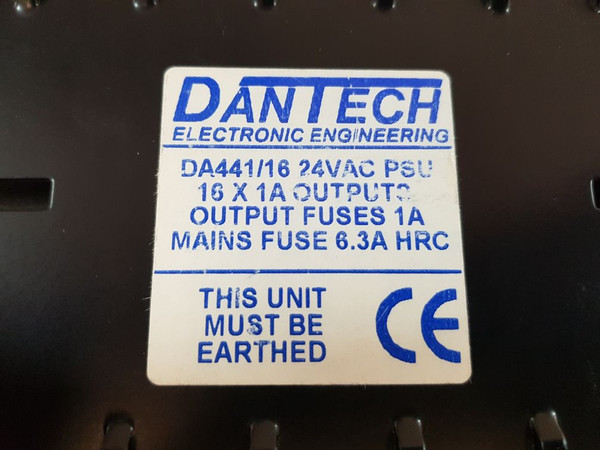 DANTECH
ELECTRONIC ENGINEERING
DA441/16 24VAC PSU
16 X 1A OUTPUTS
OUTPUT FUSES 1A
MAINS FUSE 6.3A HRC
THIS UNIT
MUST BE
EARTHED
CE